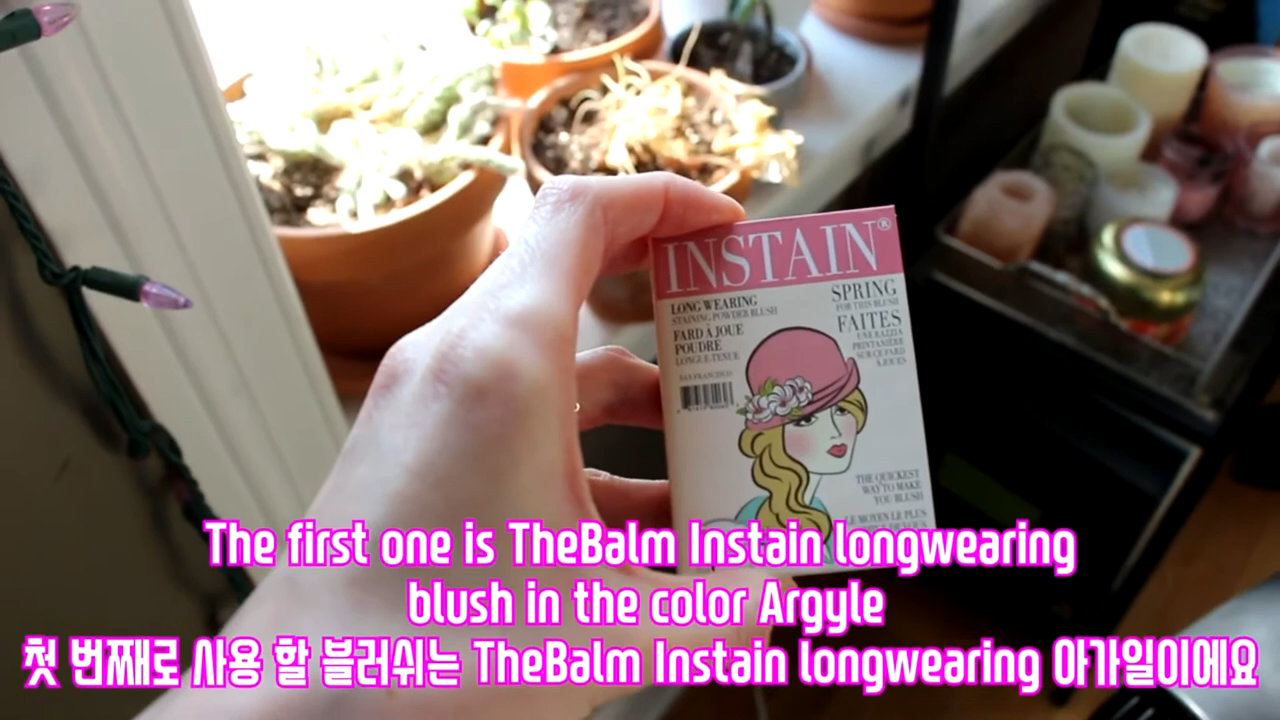 INSTAIN®
LONG WEARING
STAINING POWDER BLUSH
FARD À JOUE
POUDRE
LONGUE TENUE
SAN FRANCISCO
SPRING
FOR THIS BLUSH
FAITES
UNE RAZZIA
PRINTANIÈRE
SUR CE FARD
À JOUES
THE QUICKEST
WAY TO MAKE
YOU BLUSH
LE MOYEN LE PLUS
The first one is TheBalm Instain longwearing
blush in the color Argyle
첫 번째로 사용 할 블러쉬는 TheBalm Instain longwearing 아가일이에요